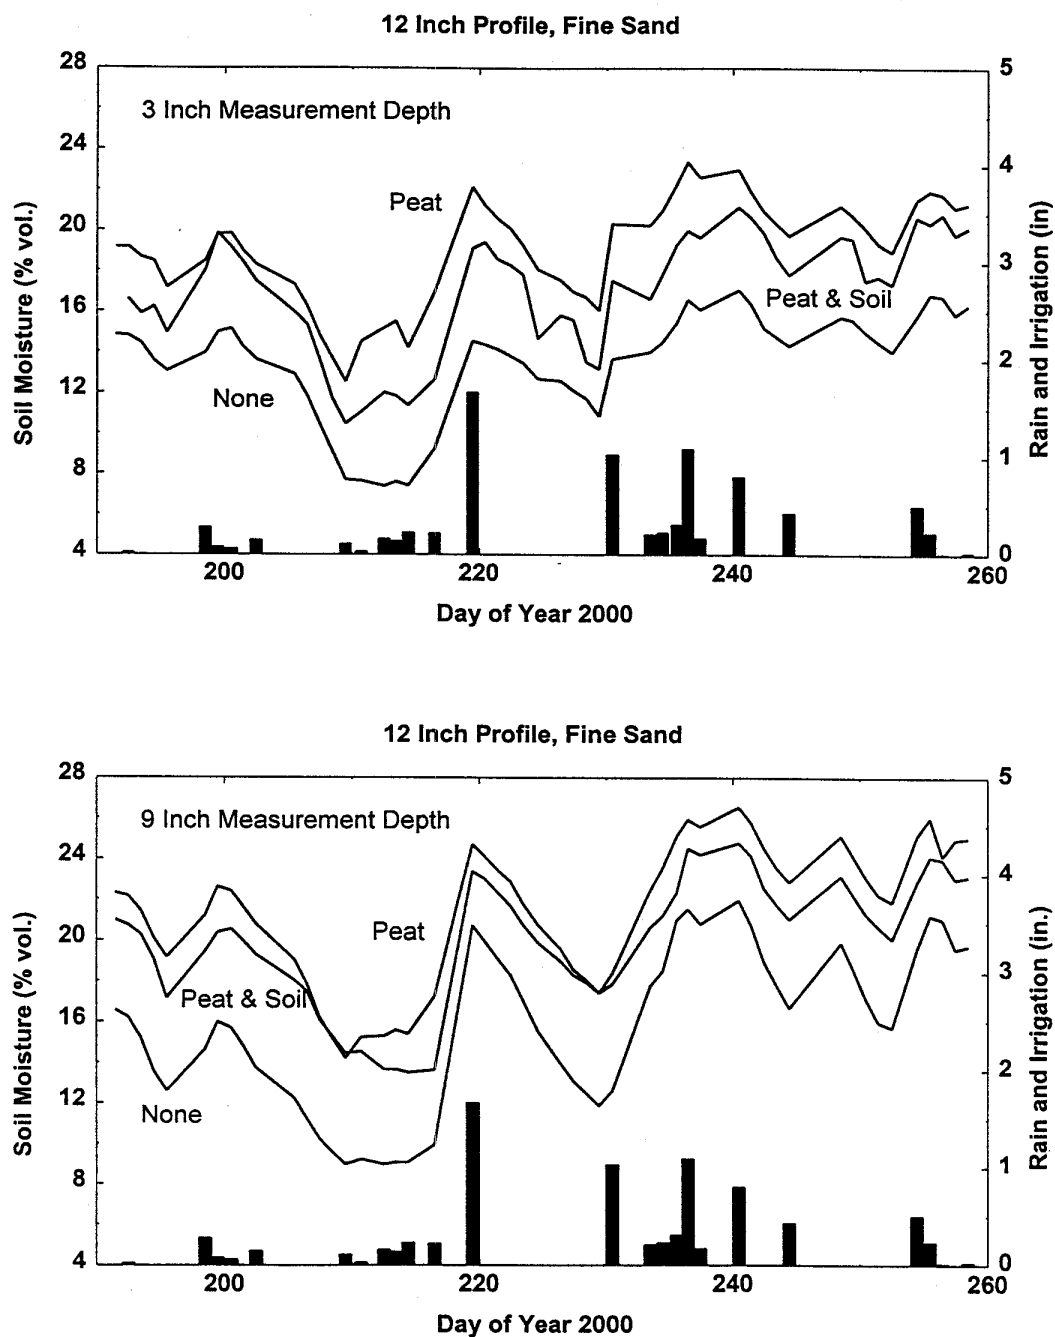 12 Inch Profile, Fine Sand
28
24
20
16
12
8
4
Soil Moisture (% vol.)
3 Inch Measurement Depth
Peat
Peat & Soil
None
5
4
3
2
1
0
Rain and Irrigation (in)
200
220
240
260
Day of Year 2000
12 Inch Profile, Fine Sand
28
24
20
16
12
8
4
Soil Moisture (% vol.)
9 Inch Measurement Depth
Peat
Peat & Soil
None
5
4
3
2
1
0
Rain and Irrigation (in.)
200
220
240
260
Day of Year 2000